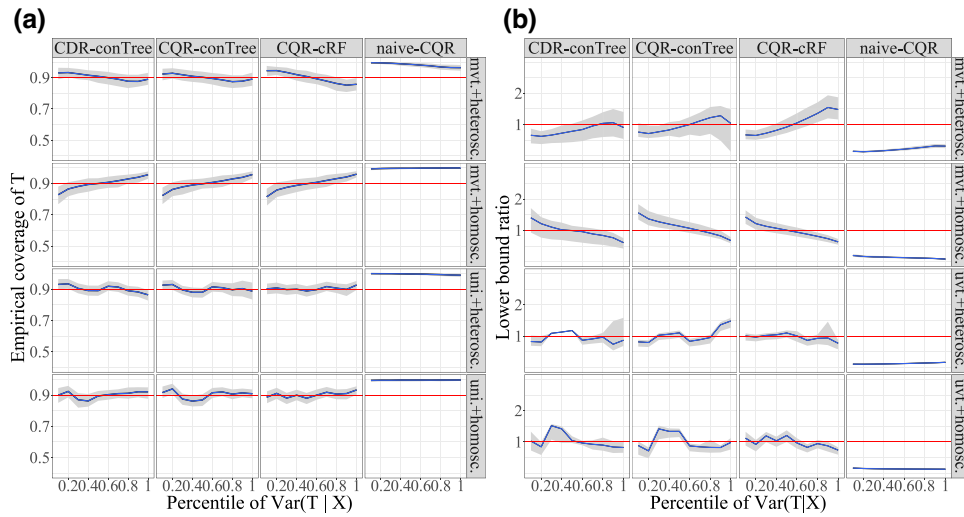 (a)
CDR-conTree CQR-conTree CQR-cRF naive-CQR
Empirical coverage of T
0.9
0.7
0.5
mvt.+heterosc.
0.9
0.7
0.5
mvt.+homosc.
0.9
0.7
0.5
uni.+heterosc.
0.9
0.7
0.5
uni.+homosc.
0.20.40.60.8 1 0.20.40.60.8 1 0.20.40.60.8 1 0.20.40.60.8 1
Percentile of Var(T | X)
(b)
CDR-conTree CQR-conTree CQR-cRF naive-CQR
Lower bound ratio
2
1
mvt.+heterosc.
2
1
mvt.+homosc.
2
1
uvt.+heterosc.
2
1
uvt.+homosc.
0.20.40.60.8 1 0.20.40.60.8 1 0.20.40.60.8 1 0.20.40.60.8 1
Percentile of Var(T|X)